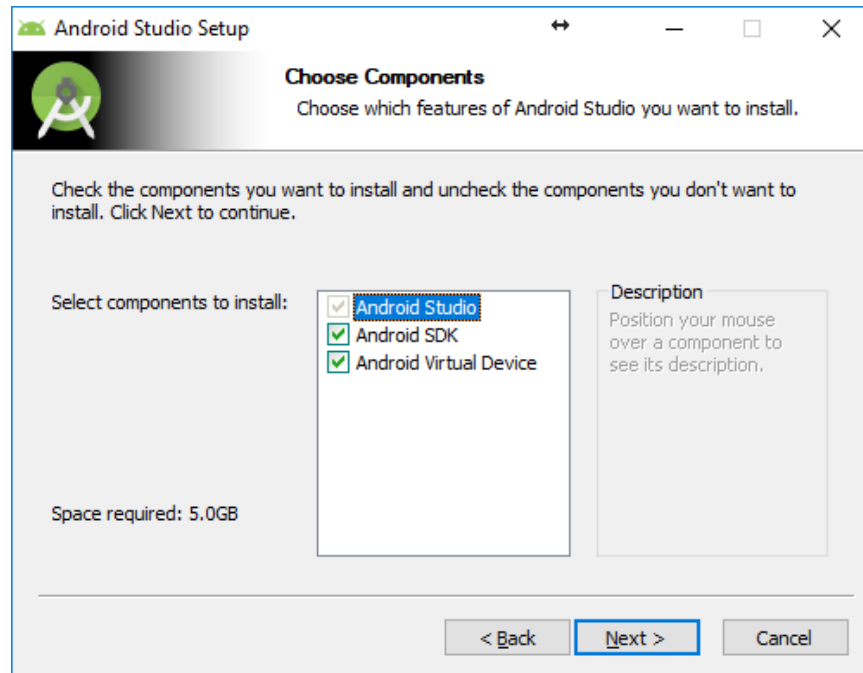 Android Studio Setup
Choose Components
Choose which features of Android Studio you want to install.
Check the components you want to install and uncheck the components you don't want to
install. Click Next to continue.
Select components to install:
Android Studio
Android SDK
Android Virtual Device
Description
Position your mouse
over a component to
see its description.
Space required: 5.0GB
< Back
Next >
Cancel